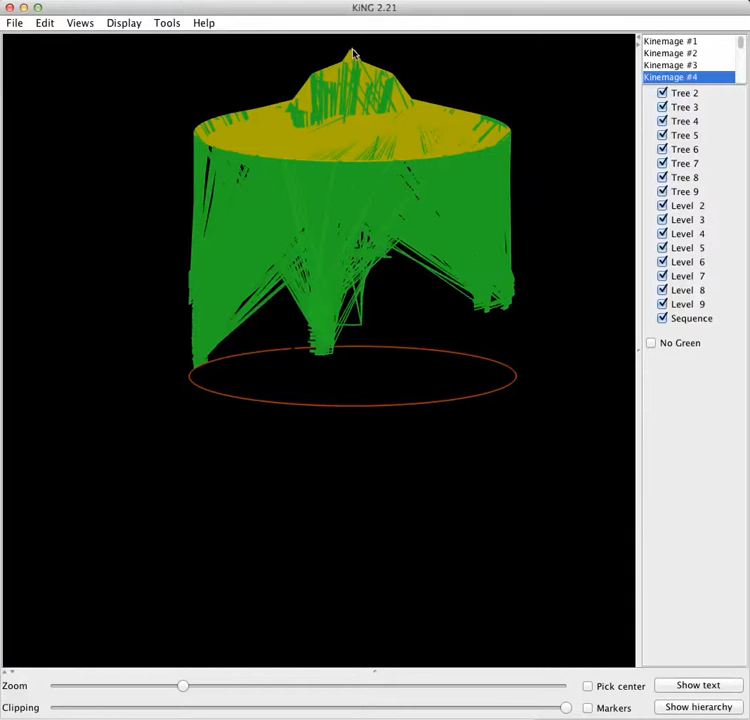 KiNG 2.21
File Edit Views Display Tools Help
Kinemage #1
Kinemage #2
Kinemage #3
Kinemage #4
Tree 2
Tree 3
Tree 4
Tree 5
Tree 6
Tree 7
Tree 8
Tree 9
Level 2
Level 3
Level 4
Level 5
Level 6
Level 7
Level 8
Level 9
Sequence
No Green
Zoom Pick center Show text
Clipping Markers Show hierarchy